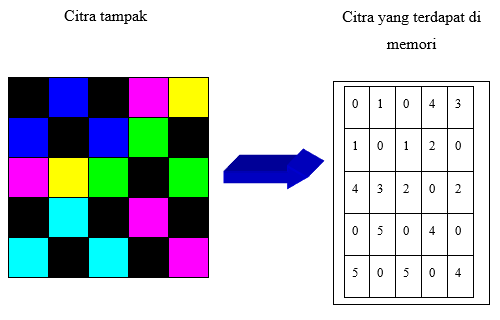 Citra tampak
Citra yang terdapat di
memori
0 1 0 4 3
1 0 1 2 0
4 3 2 0 2
0 5 0 4 0
5 0 5 0 4